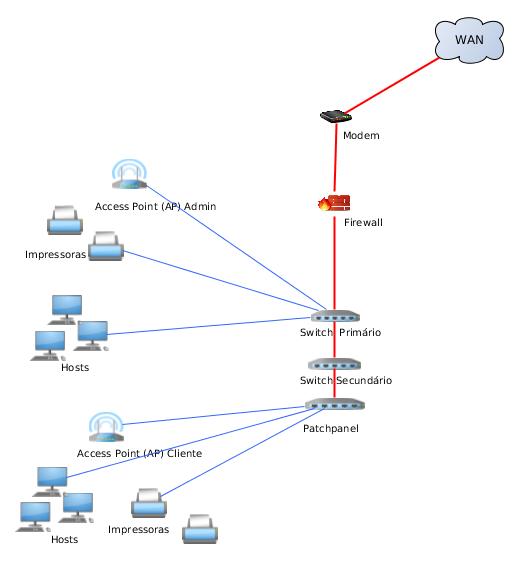 WAN
Modem
Access Point (AP) Admin
Firewall
Impressoras
Switch Primário
Hosts
Switch Secundário
Patchpanel
Access Point (AP) Cliente
Impressoras
Hosts